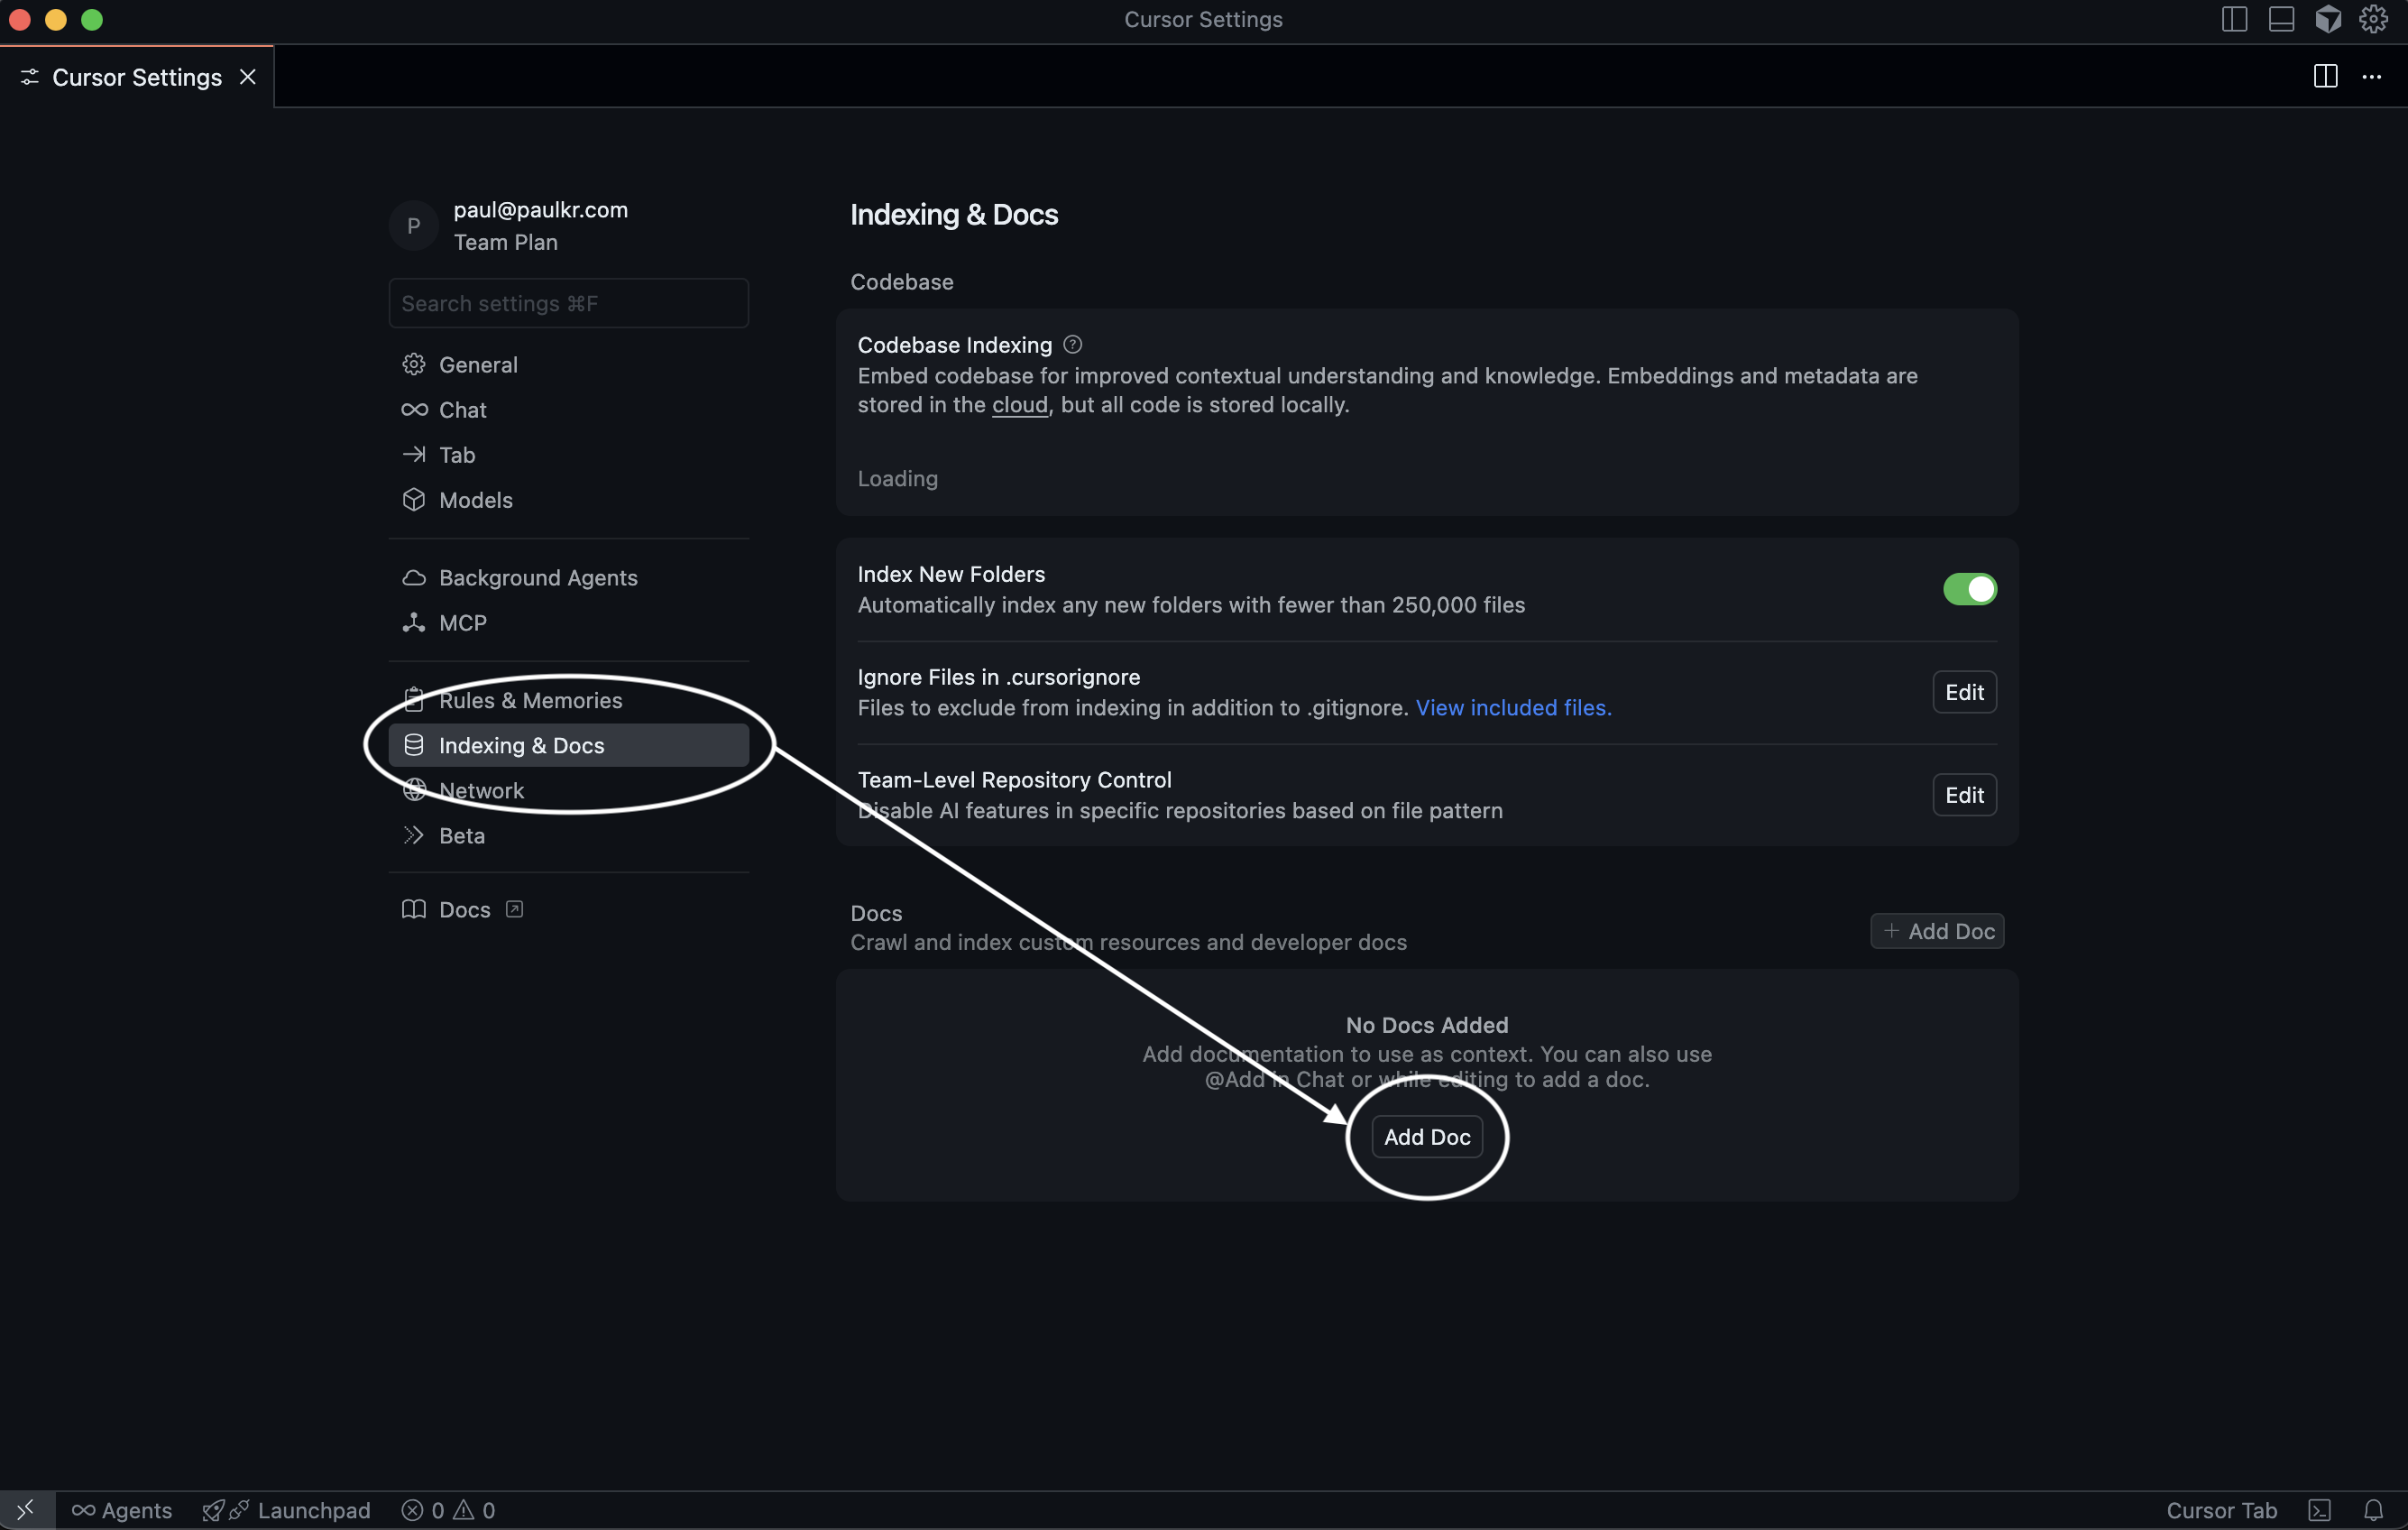 Cursor Settings
Cursor Settings
P
paul@paulkr.com
Team Plan
Search settings ⌘F
General
Chat
Tab
Models
Background Agents
MCP
Rules & Memories
Indexing & Docs
Network
Beta
Docs
Indexing & Docs
Codebase
Codebase Indexing
Embed codebase for improved contextual understanding and knowledge. Embeddings and metadata are
stored in the cloud, but all code is stored locally.
Loading
Index New Folders
Automatically index any new folders with fewer than 250,000 files
Ignore Files in .cursorignore
Files to exclude from indexing in addition to .gitignore. View included files.
Edit
Team-Level Repository Control
Disable AI features in specific repositories based on file pattern
Edit
Docs
Crawl and index custom resources and developer docs
+ Add Doc
No Docs Added
Add documentation to use as context. You can also use
@Add in Chat or while editing to add a doc.
Add Doc
Agents
Launchpad
0
0
Cursor Tab